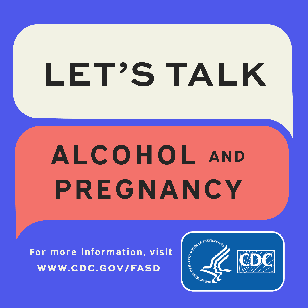 LET'S TALK
ALCOHOL AND
PREGNANCY
For more information, visit
WWW.CDC.GOV/FASD
CDC